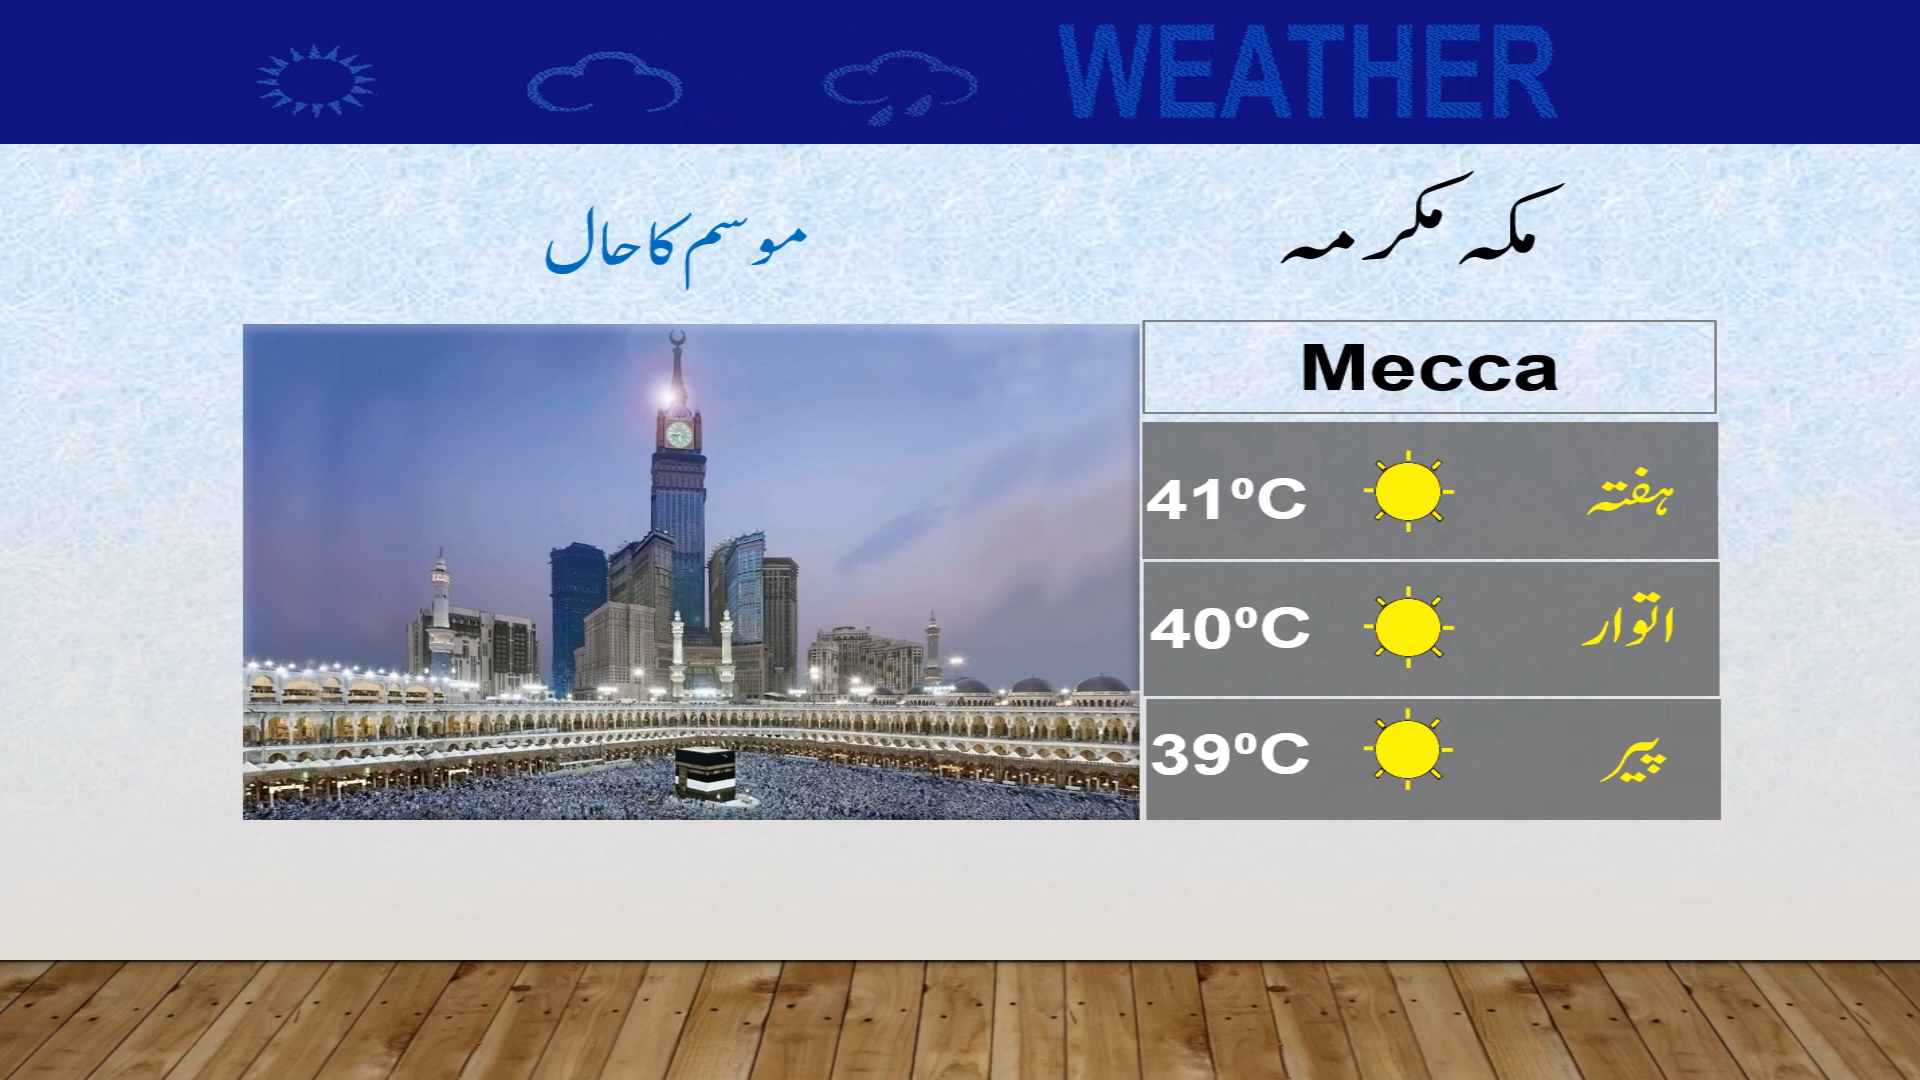 WEATHER
مکہ مکرمہ
موسم کا حال
Mecca
ہفتہ 41ºC
اتوار 40ºC
پیر 39ºC